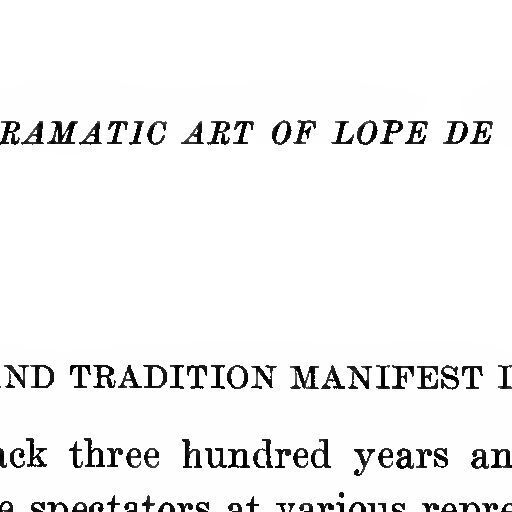 RAMATIC ART OF LOPE DE
ND TRADITION MANIFEST I
ack three hundred years an
e spectators at various repre